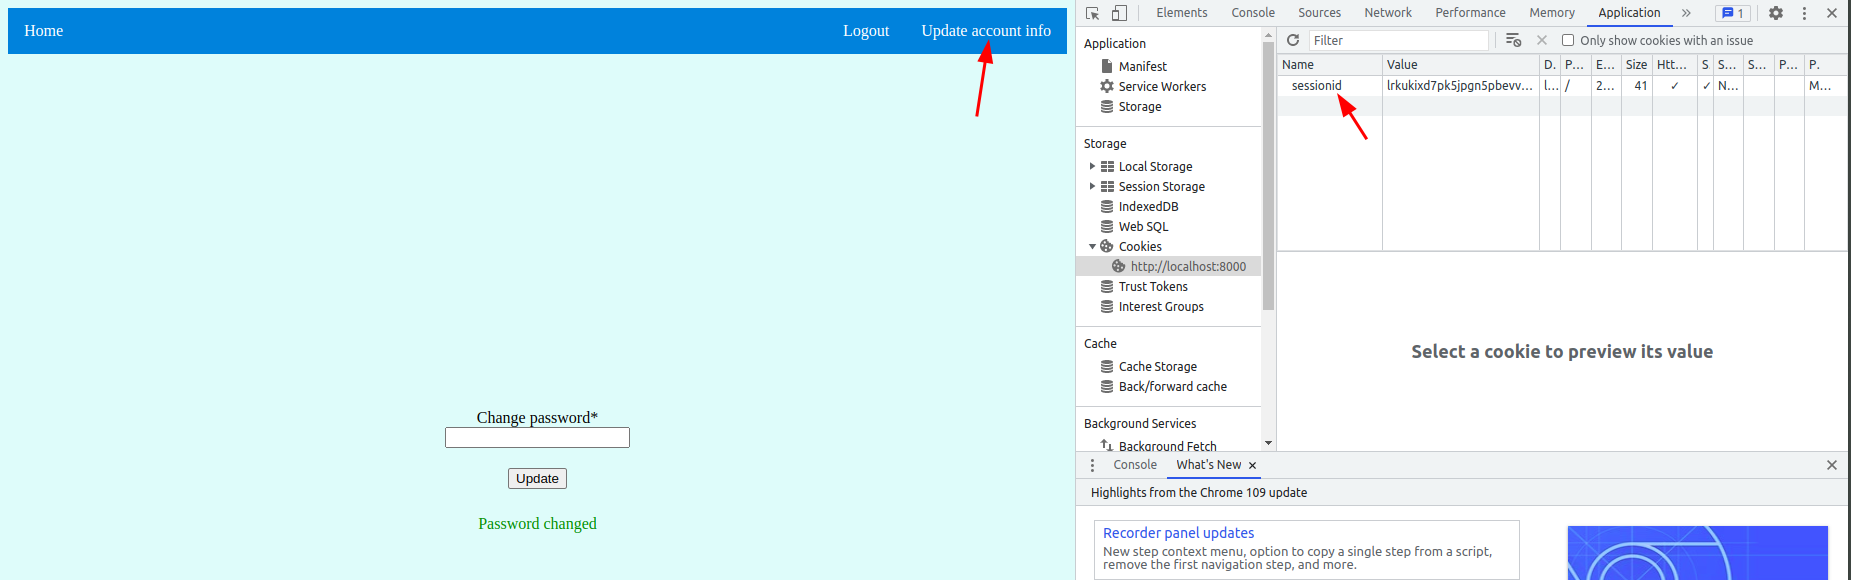 Home
Logout
Update account info
Change password*
Update
Password changed
Elements
Console
Sources
Network
Performance
Memory
Application
»
1
Application
Manifest
Service Workers
Storage
Storage
Local Storage
Session Storage
IndexedDB
Web SQL
Cookies
http://localhost:8000
Trust Tokens
Interest Groups
Cache
Cache Storage
Back/forward cache
Background Services
Background Fetch
Filter
Only show cookies with an issue
Name Value D. P... E... Size Htt... S S... S... P... P.
sessionid lrkukixd7pk5jpgn5pbevv... l... / 2... 41 ✓ ✓ N... M...
Select a cookie to preview its value
Console
What's New
Highlights from the Chrome 109 update
Recorder panel updates
New step context menu, option to copy a single step from a script,
remove the first navigation step, and more.